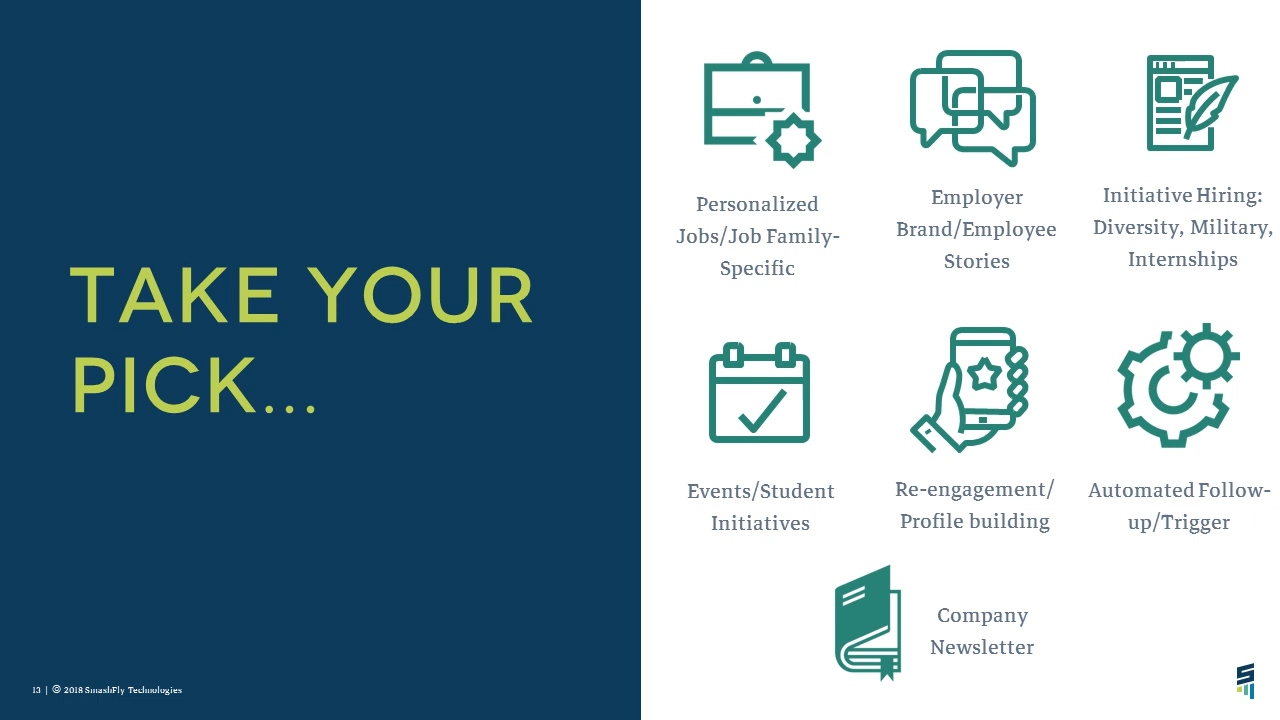 TAKE YOUR
PICK...
Personalized
Jobs/Job Family-
Specific
Employer
Brand/Employee
Stories
Initiative Hiring:
Diversity, Military,
Internships
Events/Student
Initiatives
Re-engagement/
Profile building
Automated Follow-
up/Trigger
Company
Newsletter
13 | © 2018 SmashFly Technologies